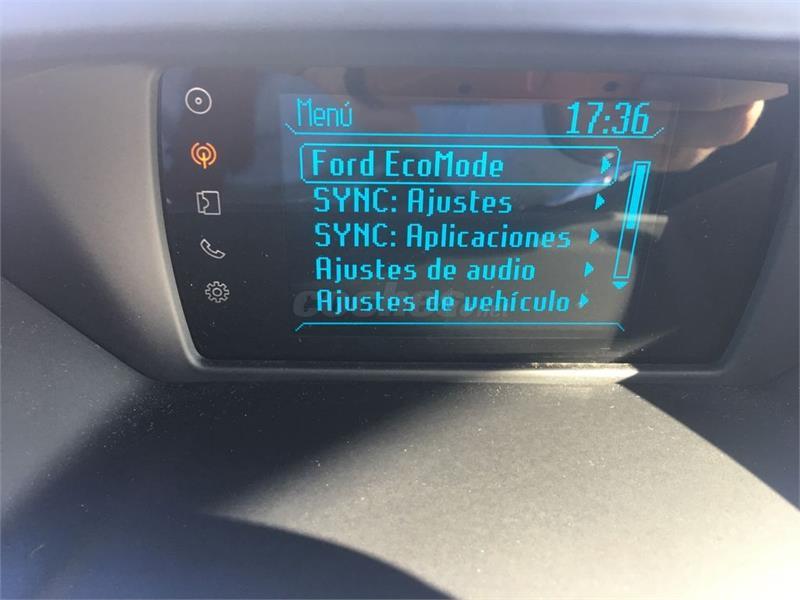 Menú 17:36
Ford EcoMode
SYNC: Ajustes
SYNC: Aplicaciones
Ajustes de audio
Ajustes de vehículo